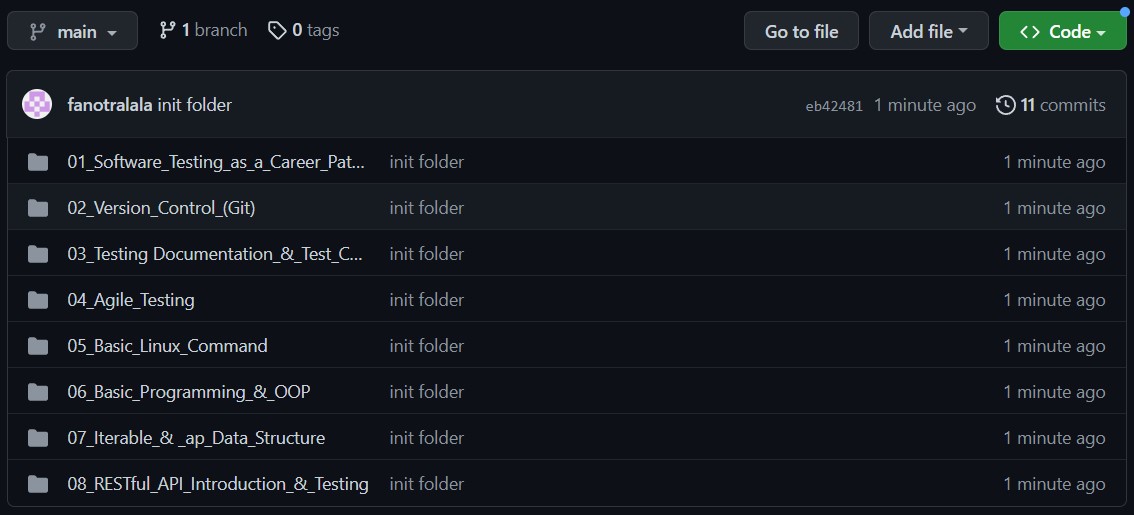 main 1 branch 0 tags Go to file Add file Code
fanotralala init folder eb42481 1 minute ago 11 commits
01_Software_Testing_as_a_Career_Pat... init folder 1 minute ago
02_Version_Control_(Git) init folder 1 minute ago
03_Testing Documentation_&_Test_C... init folder 1 minute ago
04_Agile_Testing init folder 1 minute ago
05_Basic_Linux_Command init folder 1 minute ago
06_Basic_Programming_&_OOP init folder 1 minute ago
07_Iterable_& _ap_Data_Structure init folder 1 minute ago
08_RESTful_API_Introduction_&_Testing init folder 1 minute ago